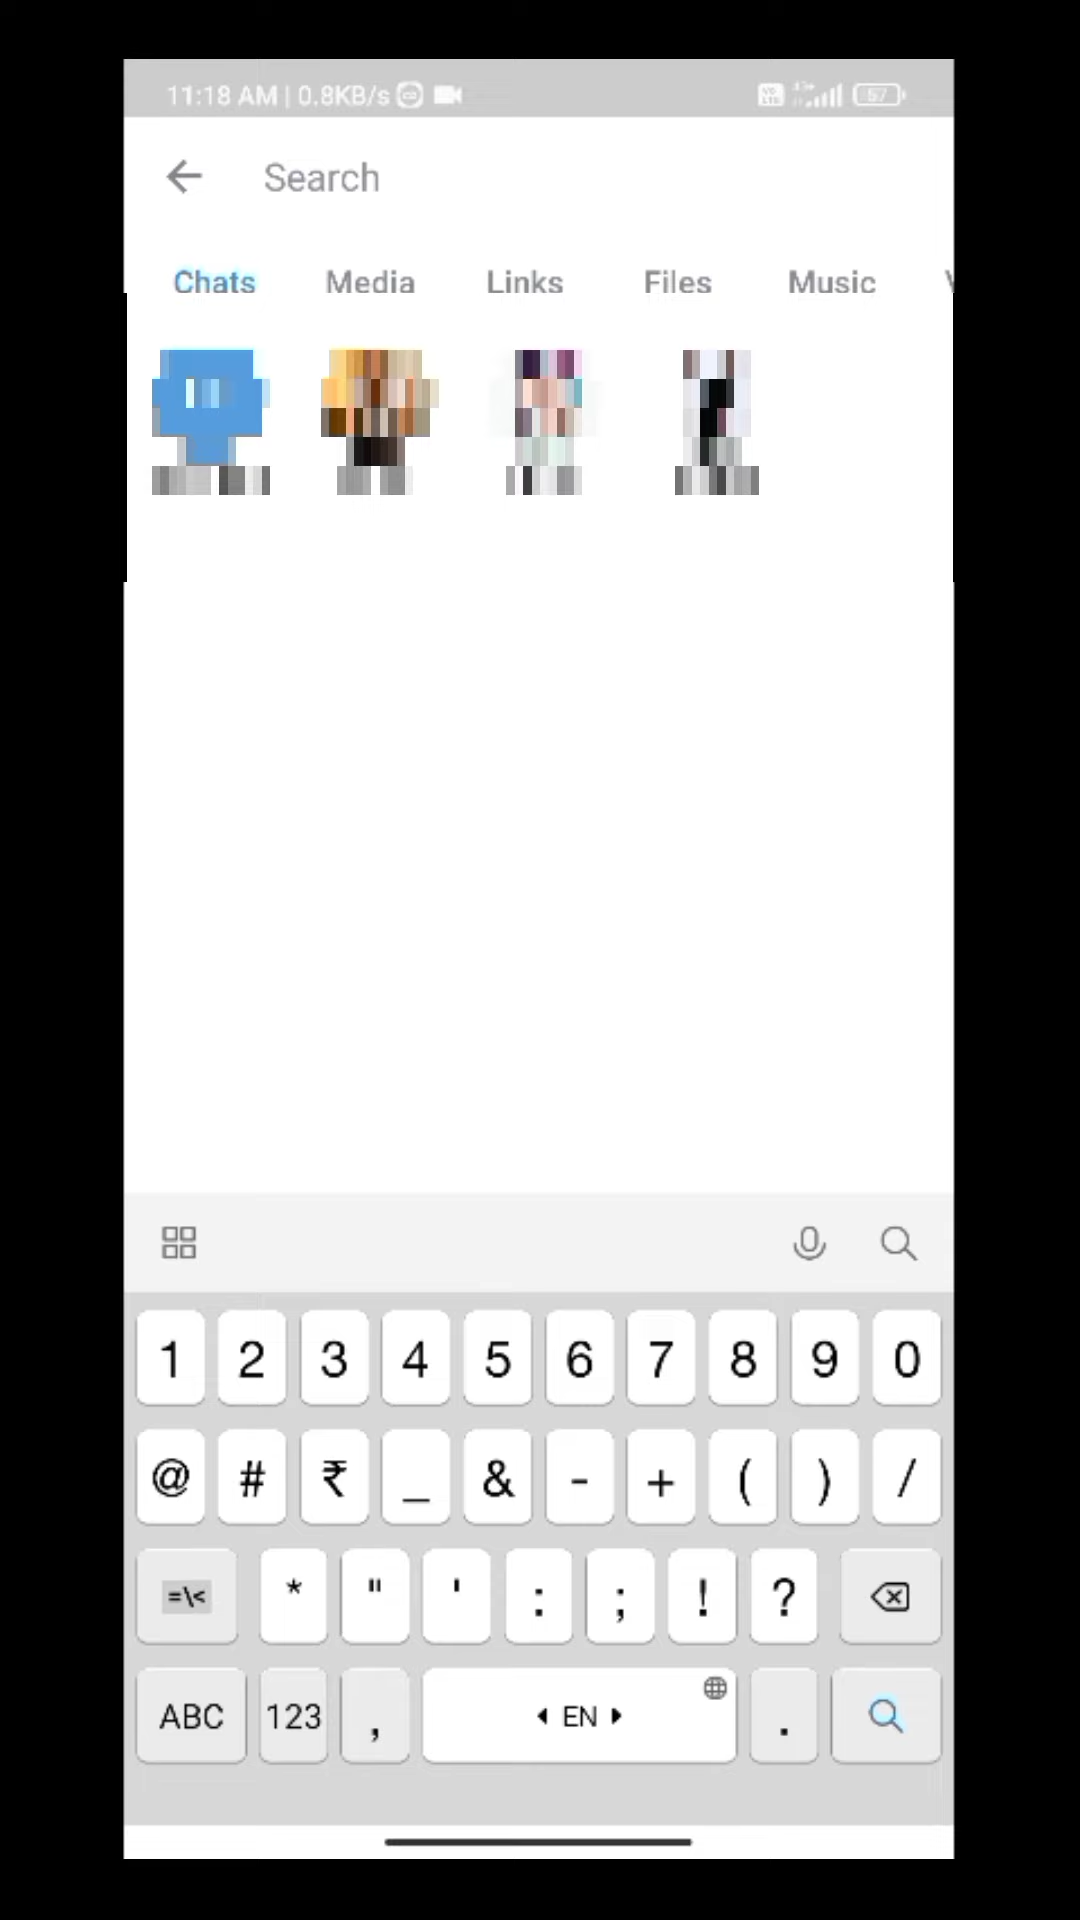 11:18 AM | 0.8KB/s
57
Search
Chats Media Links Files Music
1 2 3 4 5 6 7 8 9 0
@ # ₹ _ & - + ( ) /
=\< * " ' : ; ! ?
ABC 123 , EN .